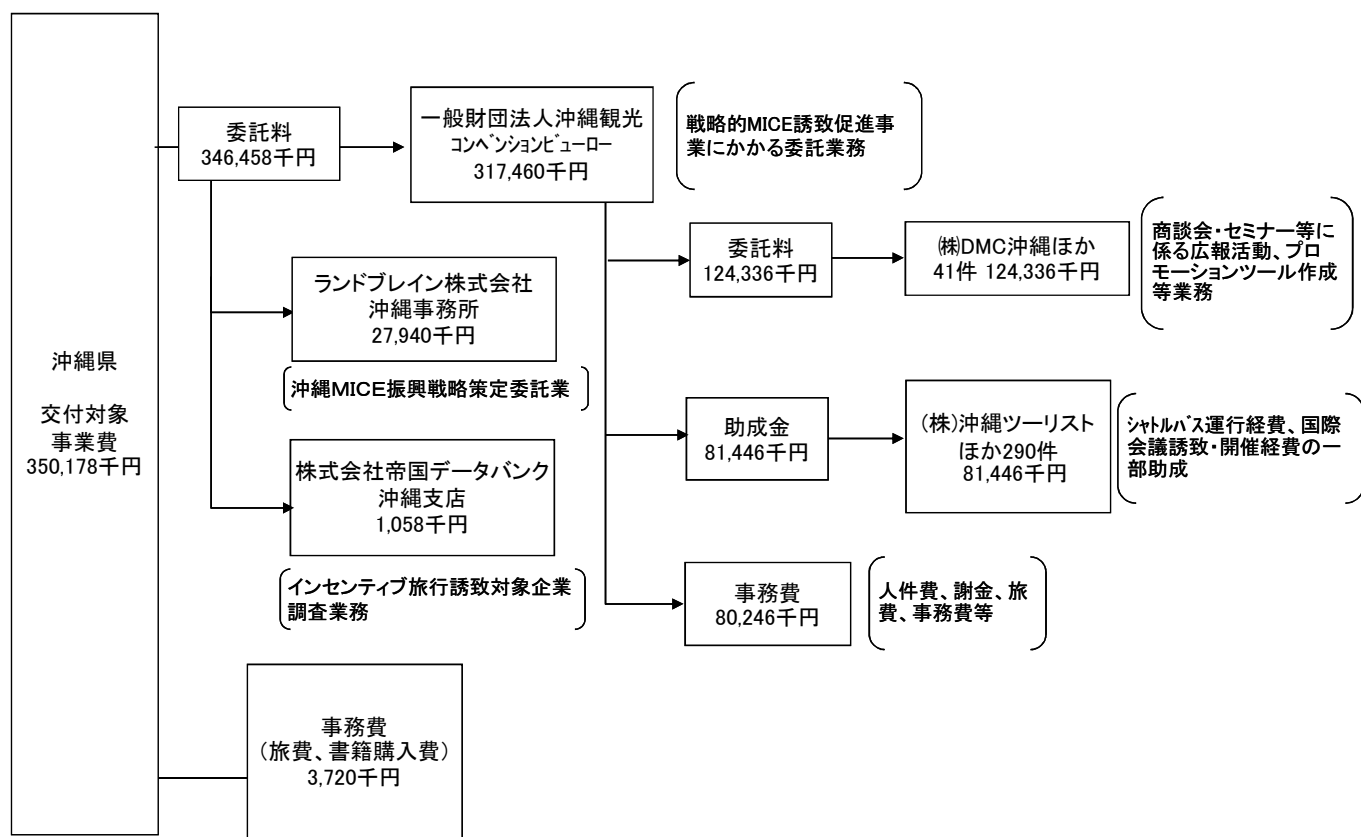 沖縄県
交付対象
事業費
350,178千円
委託料
346,458千円
一般財団法人沖縄観光
コンベンションビューロー
317,460千円
戦略的MICE誘致促進事
業にかかる委託業務
委託料
124,336千円
㈱DMC沖縄ほか
41件 124,336千円
商談会・セミナー等に
係る広報活動、プロ
モーションツール作成
等業務
ランドブレイン株式会社
沖縄事務所
27,940千円
沖縄MICE振興戦略策定委託業
助成金
81,446千円
(株)沖縄ツーリスト
ほか290件
81,446千円
シャトルバス運行経費、国際
会議誘致・開催経費の一
部助成
株式会社帝国データバンク
沖縄支店
1,058千円
インセンティブ旅行誘致対象企業
調査業務
事務費
80,246千円
人件費、謝金、旅
費、事務費等
事務費
(旅費、書籍購入費)
3,720千円